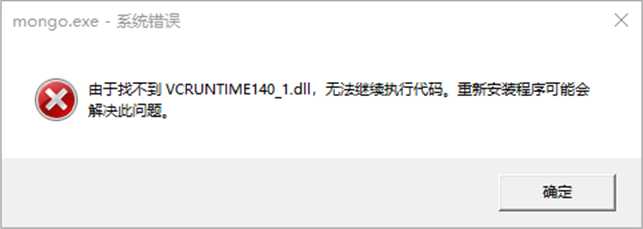 mongo.exe - 系统错误
由于找不到 VCRUNTIME140_1.dll，无法继续执行代码。重新安装程序可能会
解决此问题。
确定